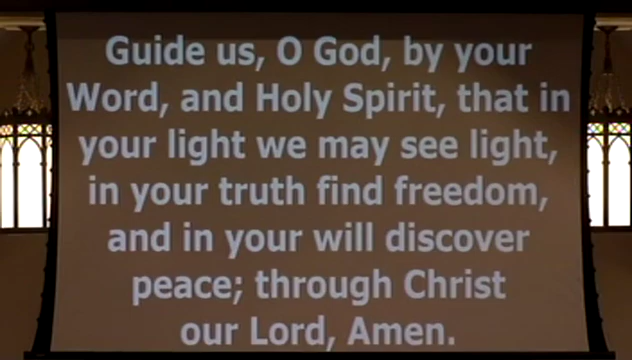 Guide us, O God, by your
Word, and Holy Spirit, that in
your light we may see light,
in your truth find freedom,
and in your will discover
peace; through Christ
our Lord, Amen.